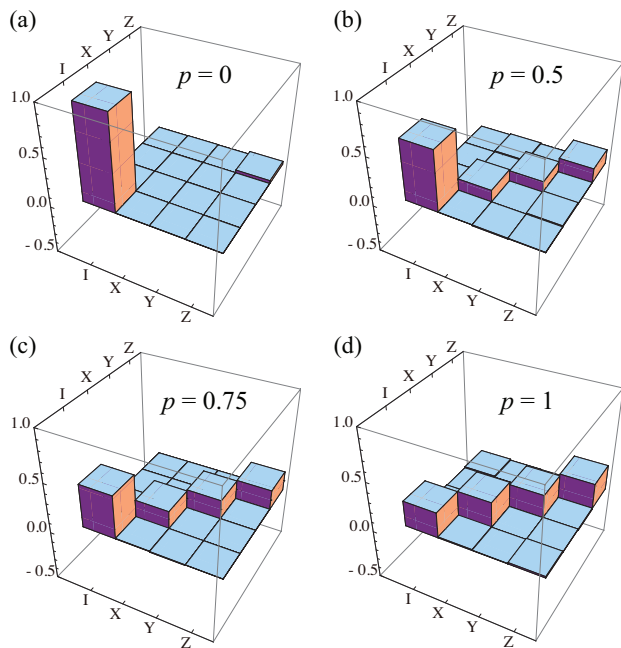 (a)
p = 0
I X Y Z
1.0
0.5
0.0
- 0.5
I X Y Z
(b)
p = 0.5
I X Y Z
1.0
0.5
0.0
- 0.5
I X Y Z
(c)
p = 0.75
I X Y Z
1.0
0.5
0.0
- 0.5
I X Y Z
(d)
p = 1
I X Y Z
1.0
0.5
0.0
- 0.5
I X Y Z